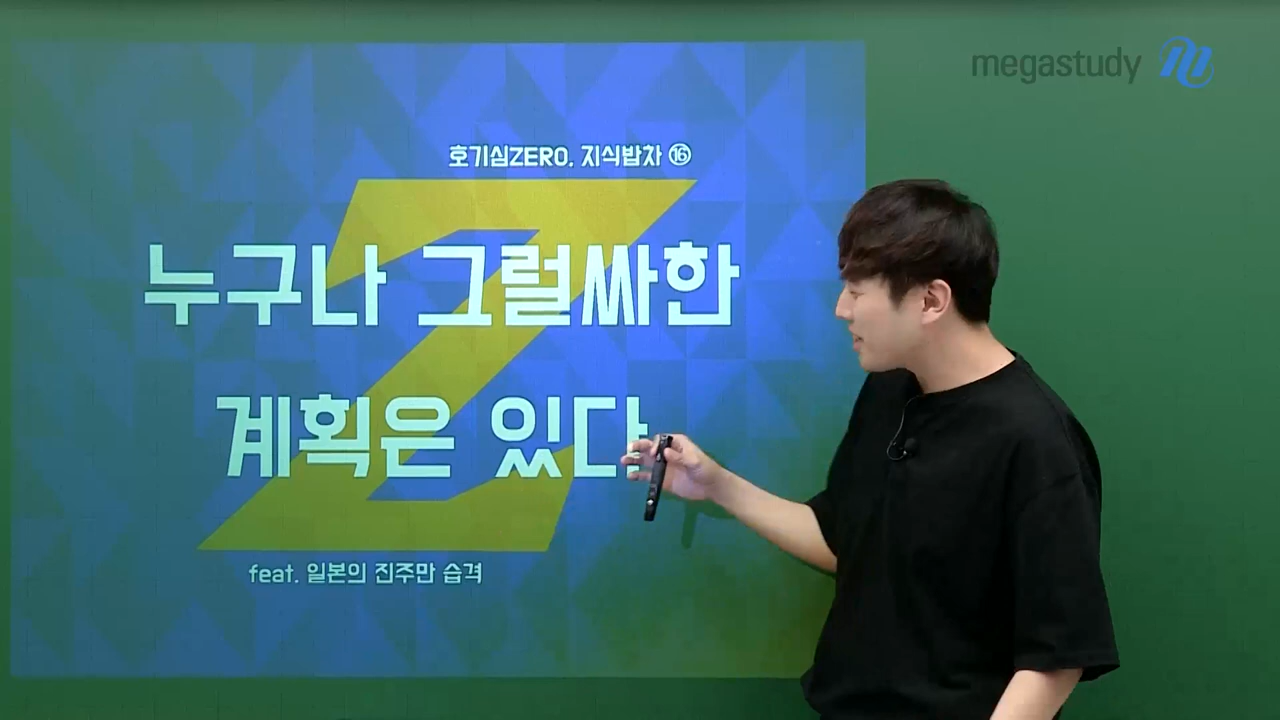 megastudy
호기심ZERO, 지식밥차 ⑯
누구나 그럴싸한
계획은 있다
feat. 일본의 진주만 습격